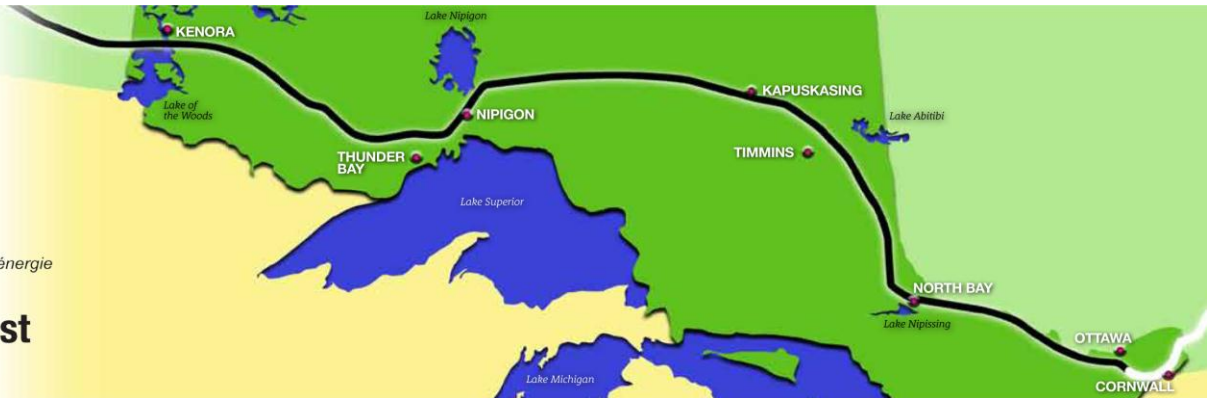 Lake Nipigon
KENORA
KAPUSKASING
Lake of
the Woods
NIPIGON
Lake Abitibi
THUNDER
BAY
TIMMINS
Lake Superior
énergie
NORTH BAY
st
Lake Nipissing
OTTAWA
Lake Michigan
CORNWALL